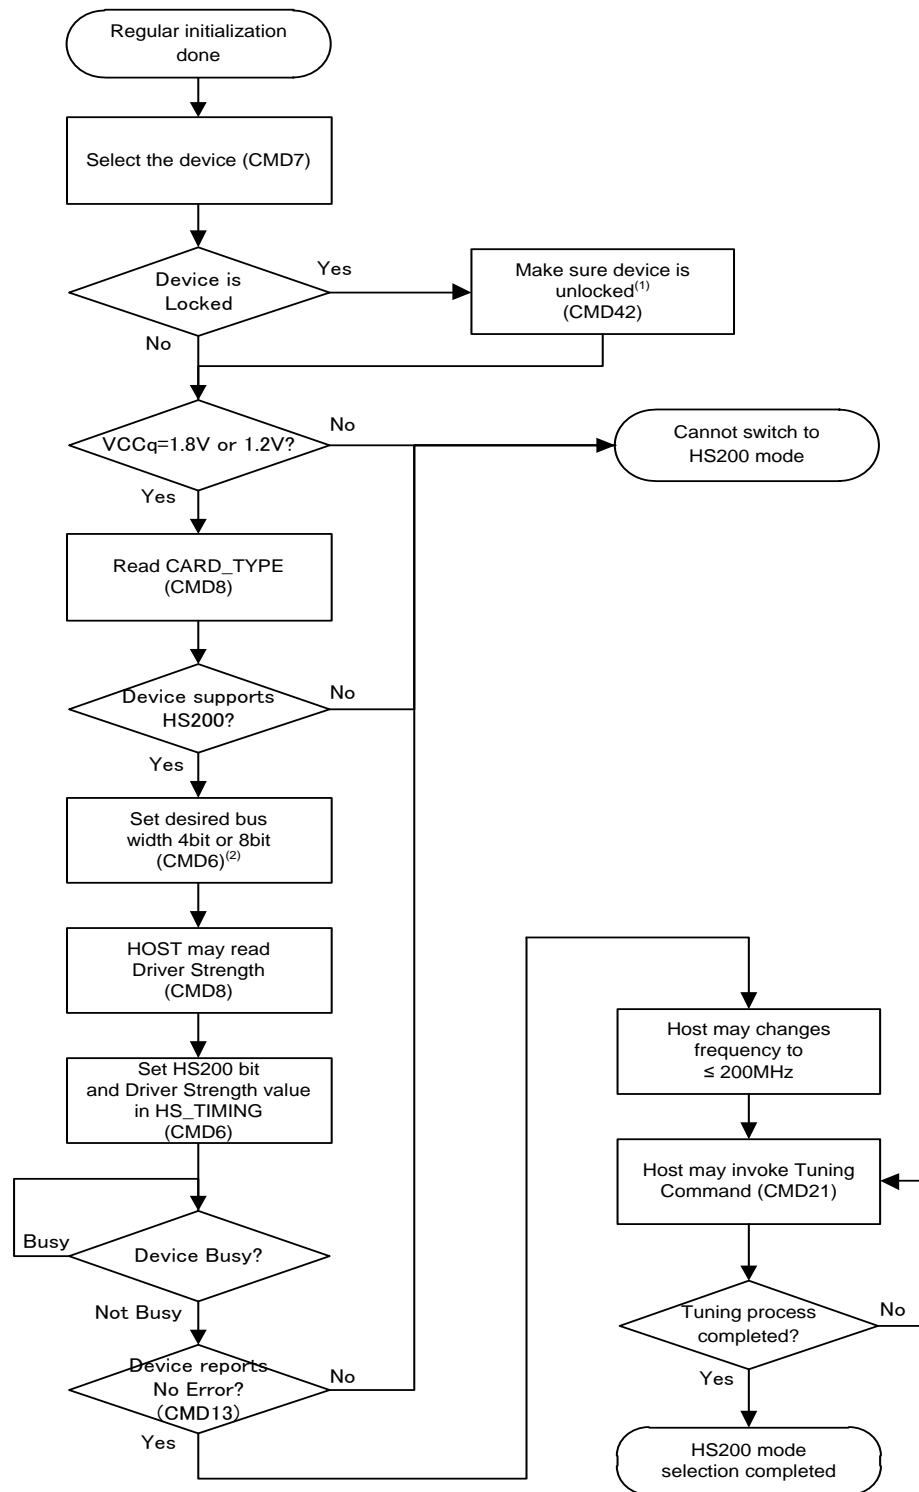 Regular initialization
done
Select the device (CMD7)
Device is
Locked
Yes
No
Make sure device is
unlocked(1)
(CMD42)
VCCq=1.8V or 1.2V?
No
Yes
Cannot switch to
HS200 mode
Read CARD_TYPE
(CMD8)
Device supports
HS200?
No
Yes
Set desired bus
width 4bit or 8bit
(CMD6)(2)
HOST may read
Driver Strength
(CMD8)
Set HS200 bit
and Driver Strength value
in HS_TIMING
(CMD6)
Busy
Device Busy?
Not Busy
Device reports
No Error?
(CMD13)
No
Yes
Host may changes
frequency to
≤ 200MHz
Host may invoke Tuning
Command (CMD21)
Tuning process
completed?
No
Yes
HS200 mode
selection completed